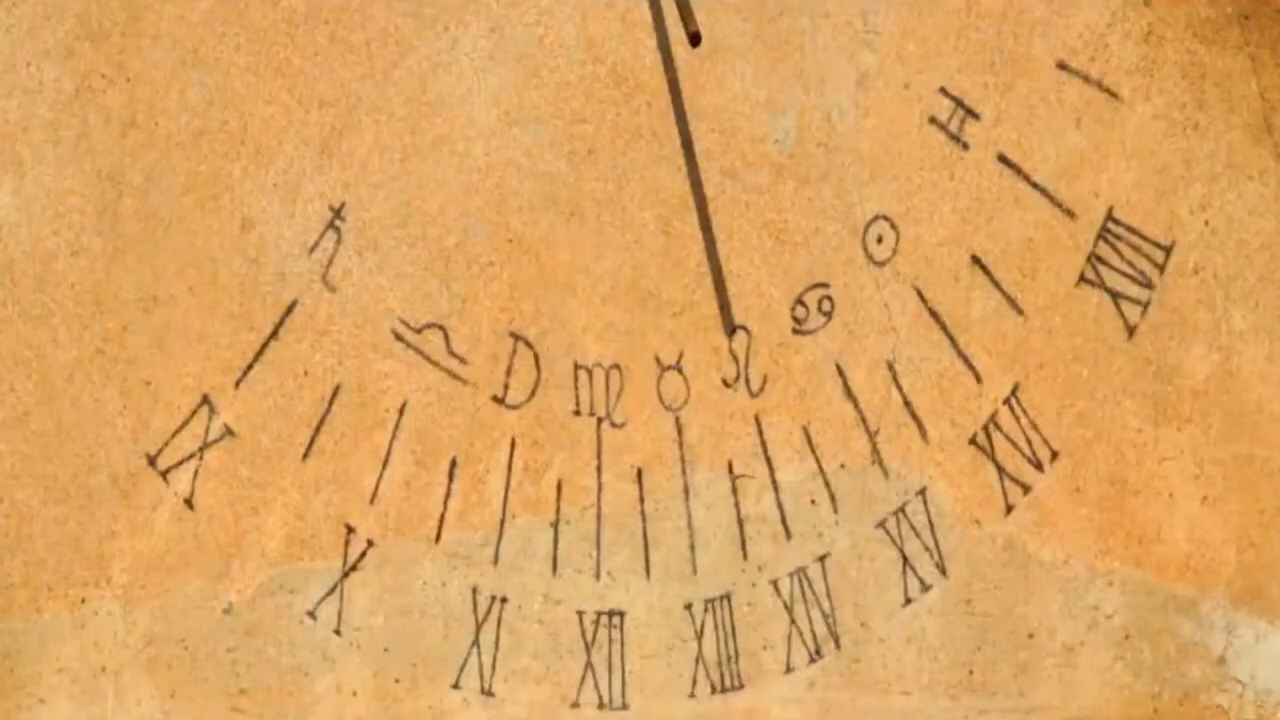 ♄ ♎ D ♍ ♉ ♌ ♋ ☉ H
IX X XI XII XIII XIV XV XVI XVII